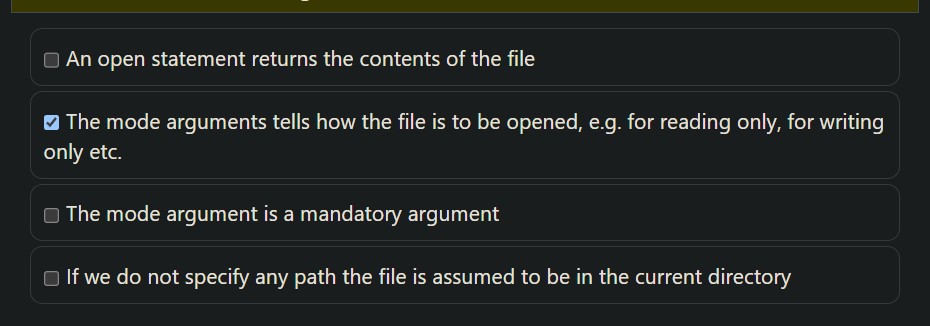 An open statement returns the contents of the file
The mode arguments tells how the file is to be opened, e.g. for reading only, for writing
only etc.
The mode argument is a mandatory argument
If we do not specify any path the file is assumed to be in the current directory